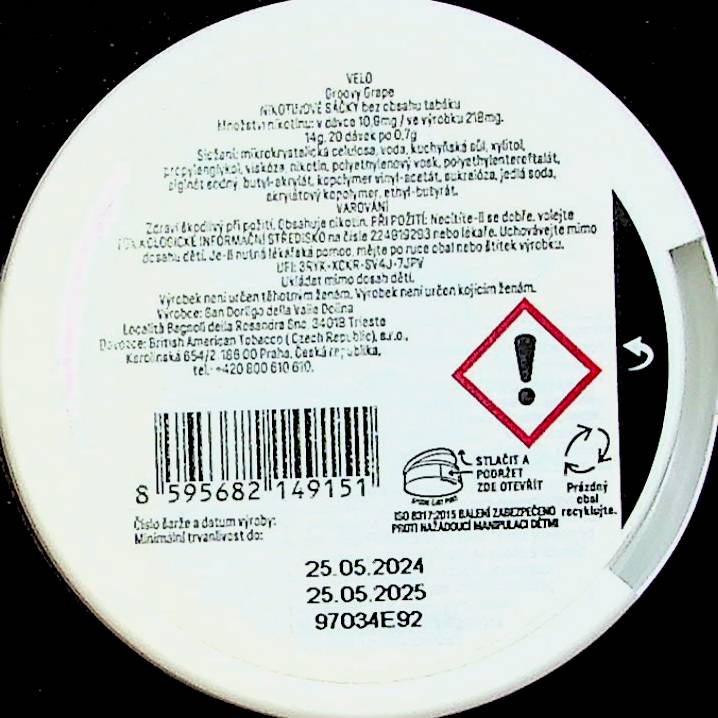 VELO
Groovy Grape
NIKOTINOVÉ SÁČKY bez obsahu tabáku
Množství nikotinu: v dávce 10,9mg / ve výrobku 218mg.
14g, 20 dávek po 0,7g
Složení: mikrokrystalická celulosa, voda, kuchyňská sůl, xylitol,
propylenglykol, viskóza, nikotin, polyethylenový vosk, polyethylentereftalát,
alginát sodný, butyl-akrylát, kopolymer vinyl-acetát, sukralóza, jedlá soda,
akrylátový kopolymer, ethyl-butyrát.
VAROVÁNÍ
Zdraví škodlivý při požití. Obsahuje nikotin. PŘI POŽITÍ: Necítíte-li se dobře, volejte
TOXIKOLOGICKÉ INFORMAČNÍ STŘEDISKO na čísle 224919293 nebo lékaře. Uchovávejte mimo
dosahu dětí. Je-li nutná lékařská pomoc, mějte po ruce obal nebo štítek výrobku.
UFI: 3RYK-XCKR-SV4J-7JPV
Ukládat mimo dosah dětí.
Výrobek není určen těhotným ženám. Výrobek není určen kojícím ženám.
Výrobce: San Dorligo della Valle Dolina
Località Bagnoli della Rosandra Snc, 34018 Trieste
Dovozce: British American Tobacco (Czech Republic), s.r.o.,
Karolinská 654/2, 186 00 Praha, Česká republika,
tel.: +420 800 610 610.
STLAČIT A
PODRŽET
ZDE OTEVŘÍT
Prázdný
obal
recyklujte.
ISO 8317:2015 BALENÍ ZABEZPEČENO
PROTI NAŽÁDOUCÍ MANIPULACI DĚTMI
8 595682 149151
Číslo šarže a datum výroby:
Minimální trvanlivost do:
25.05.2024
25.05.2025
97034E92